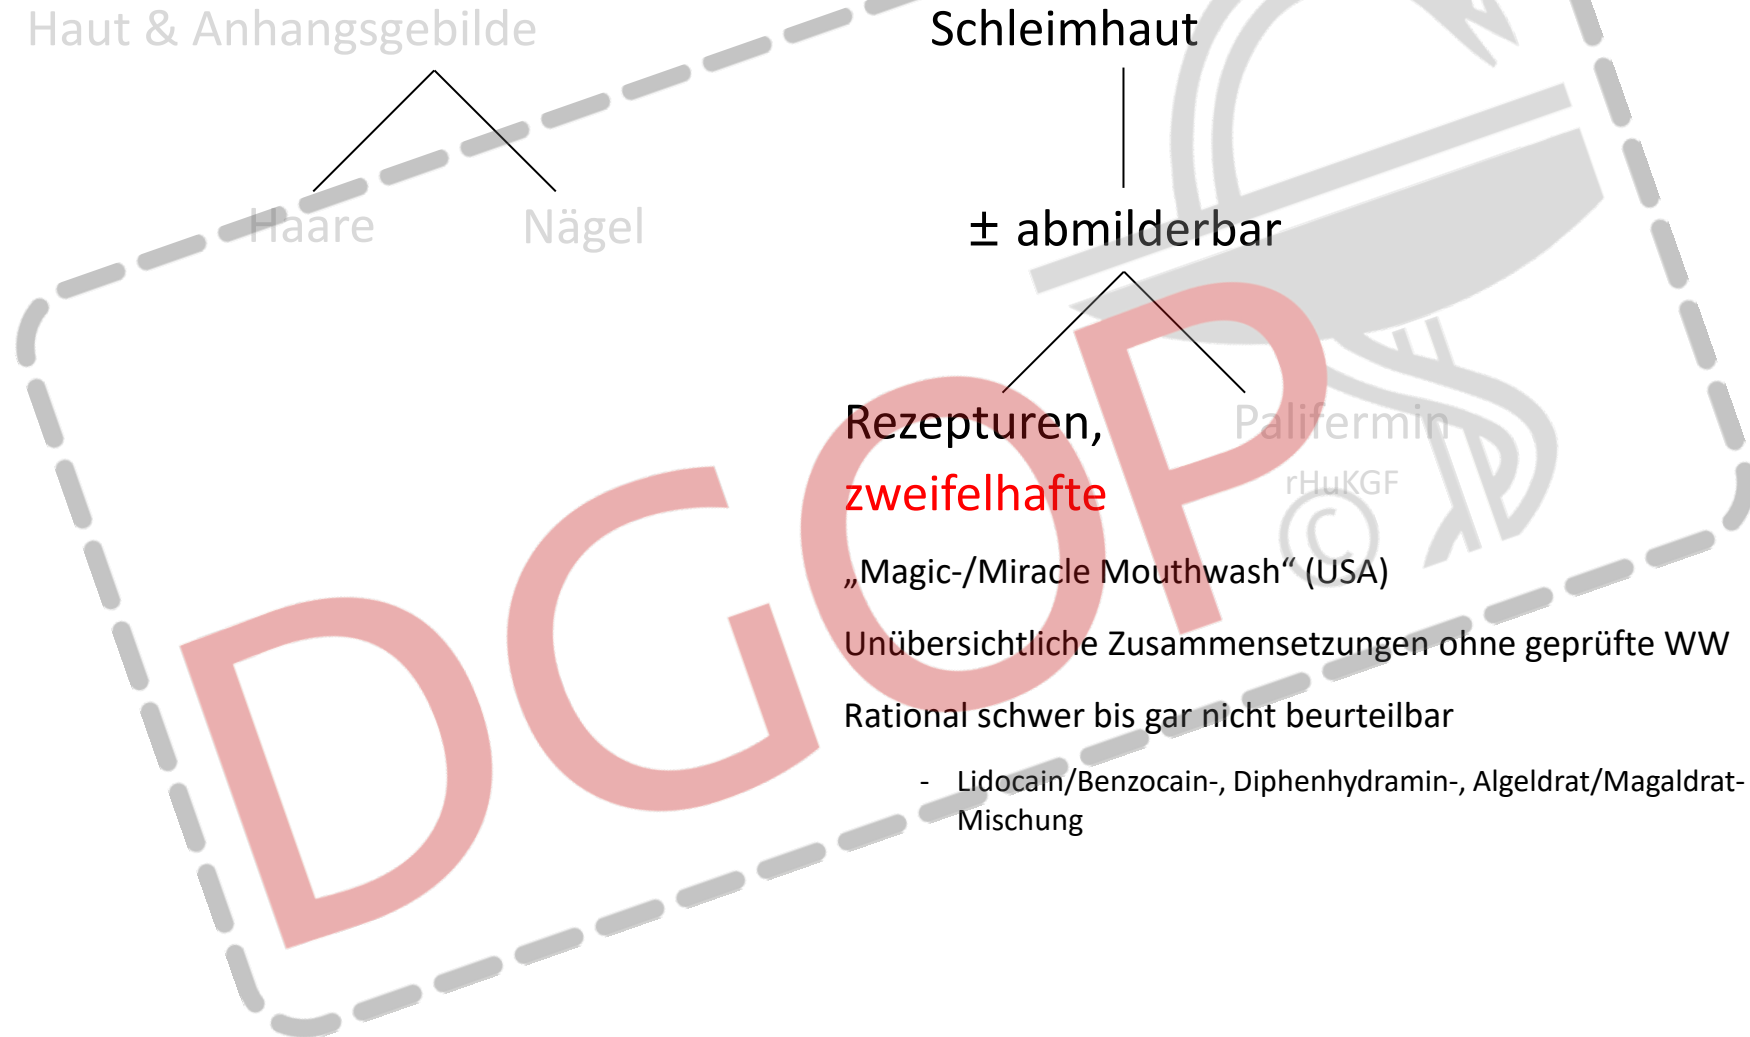 Haut & Anhangsgebilde
Schleimhaut
Haare
Nägel
± abmilderbar
Rezepturen,
zweifelhafte
Palifermin
rHuKGF
©
„Magic-/Miracle Mouthwash“ (USA)
Unübersichtliche Zusammensetzungen ohne geprüfte WW
Rational schwer bis gar nicht beurteilbar
- Lidocain/Benzocain-, Diphenhydramin-, Algeldrat/Magaldrat-
Mischung
DGOP